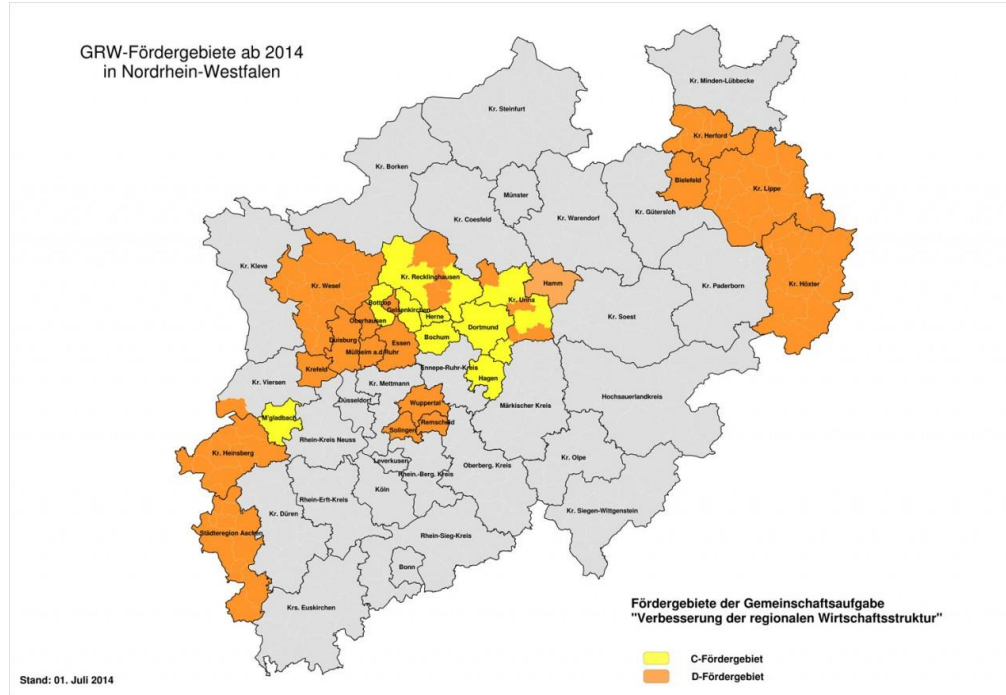 GRW-Fördergebiete ab 2014
in Nordrhein-Westfalen
Kr. Minden-Lübbecke
Kr. Steinfurt
Kr. Herford
Kr. Borken
Bielefeld
Kr. Lippe
Münster
Kr. Coesfeld
Kr. Warendorf
Kr. Gütersloh
Kr. Kleve
Kr. Recklinghausen
Kr. Wesel
Hamm
Kr. Paderborn
Kr. Höxter
Bottrop
Gelsenkirchen
Kr. Unna
Herne
Kr. Soest
Oberhausen
Dortmund
Duisburg
Essen
Bochum
Mülheim a.d.Ruhr
Krefeld
Ennepe-Ruhr-Kreis
Hagen
Kr. Viersen
Kr. Mettmann
Hochsauerlandkreis
Düsseldorf
Wuppertal
Märkischer Kreis
M'gladbach
Remscheid
Solingen
Rhein-Kreis Neuss
Kr. Heinsberg
Kr. Olpe
Leverkusen
Oberberg. Kreis
Rhein.-Berg. Kreis
Köln
Rhein-Erft-Kreis
Kr. Düren
Kr. Siegen-Wittgenstein
Städteregion Aachen
Rhein-Sieg-Kreis
Bonn
Krs. Euskirchen
Fördergebiete der Gemeinschaftsaufgabe
"Verbesserung der regionalen Wirtschaftsstruktur"
C-Fördergebiet
D-Fördergebiet
Stand: 01. Juli 2014